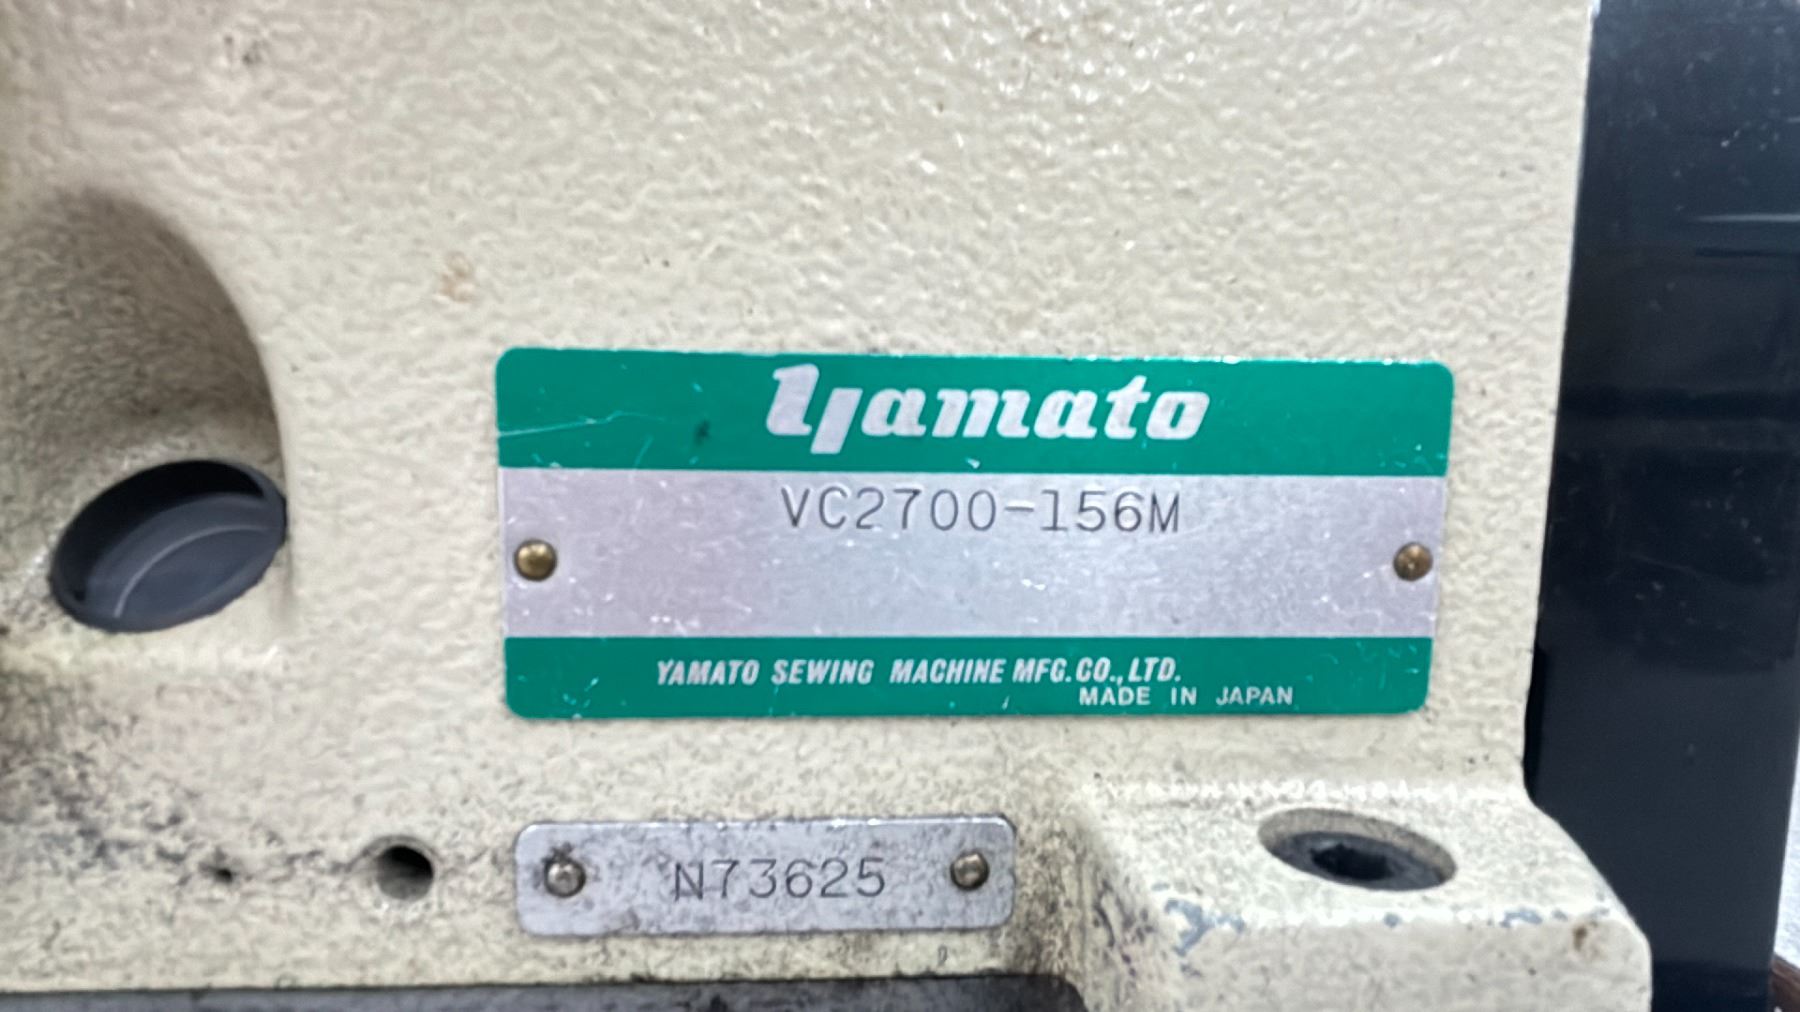 Yamato
VC2700-156M
YAMATO SEWING MACHINE MFG.CO.,LTD.
MADE IN JAPAN
N73625